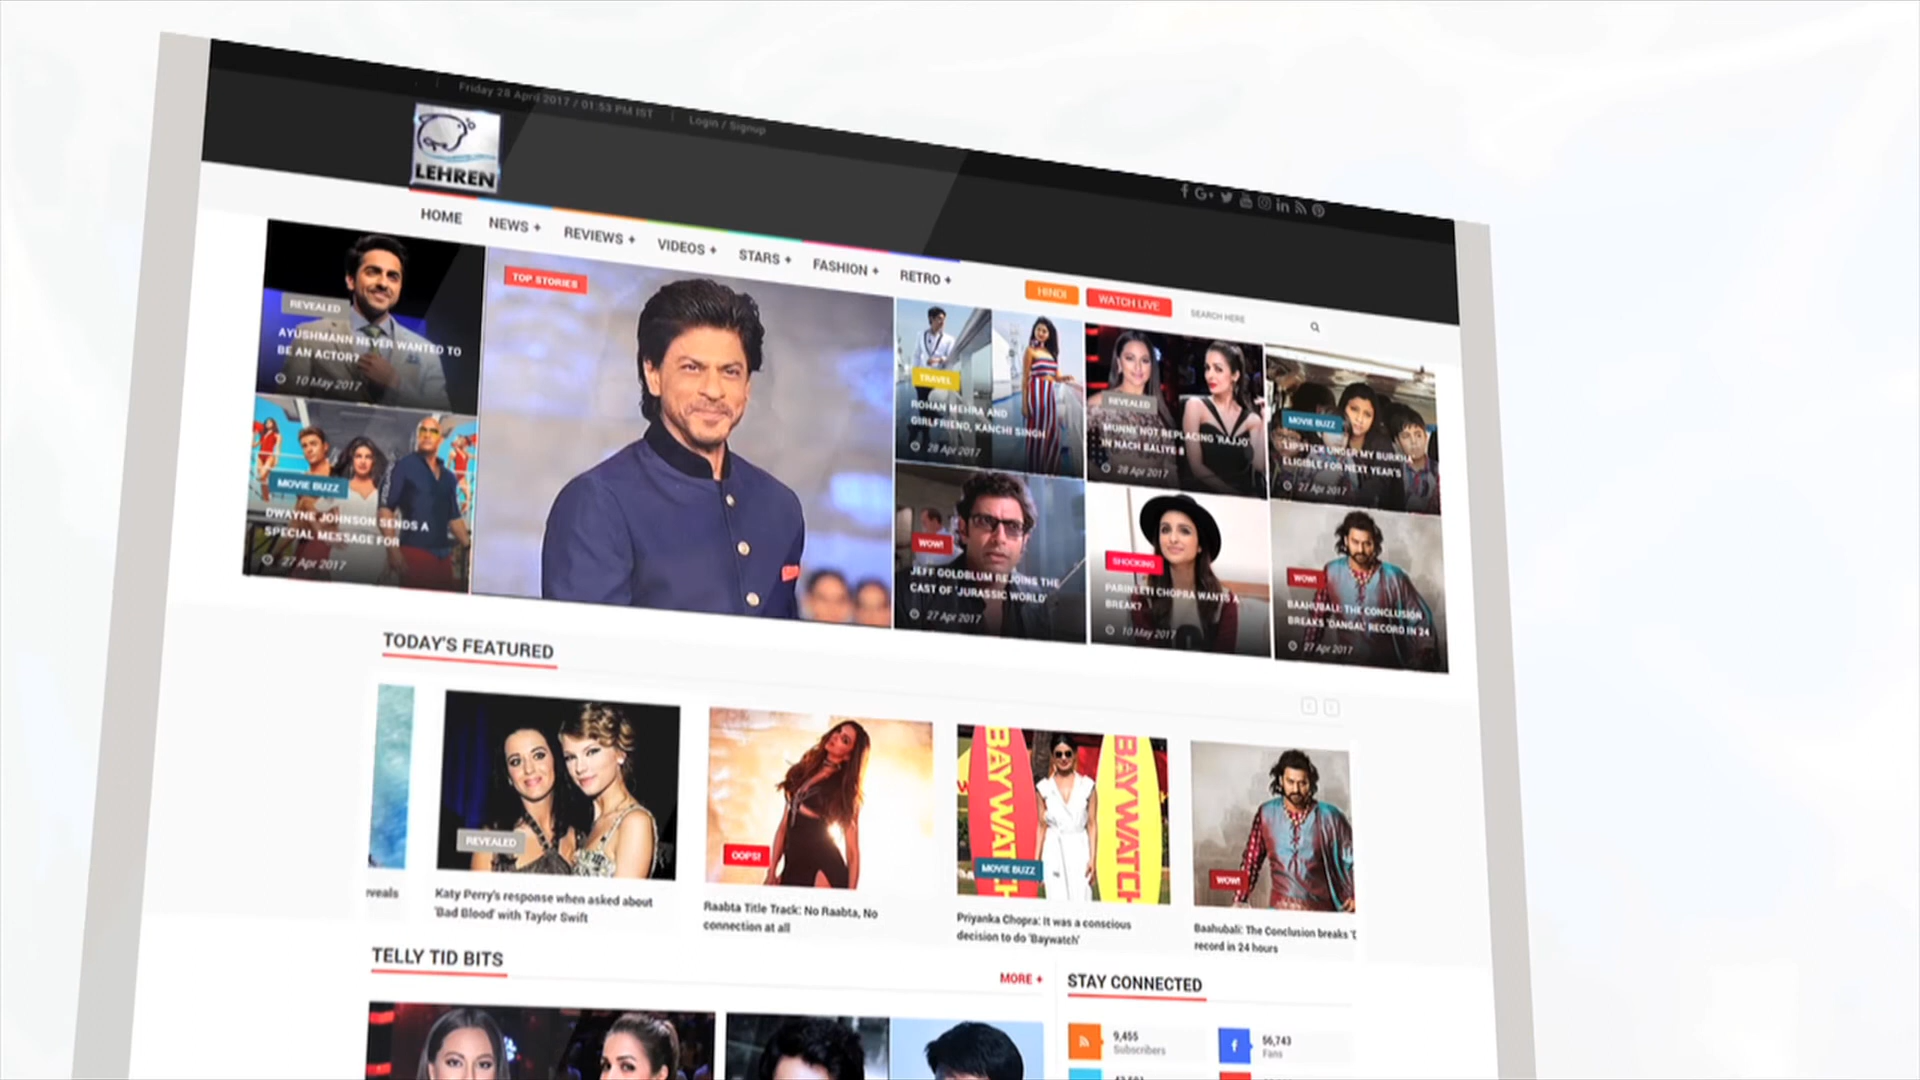 Friday 28 April 2017 / 01:53 PM IST
Login / Signup
LEHREN
HOME
NEWS +
REVIEWS +
VIDEOS +
STARS +
FASHION +
RETRO +
HINDI
WATCH LIVE
SEARCH HERE
REVEALED
AYUSHMANN NEVER WANTED TO
BE AN ACTOR?
10 May 2017
MOVIE BUZZ
DWAYNE JOHNSON SENDS A
SPECIAL MESSAGE FOR
27 Apr 2017
TOP STORIES
TRAVEL
ROHAN MEHRA AND
GIRLFRIEND, KANCHI SINGH
28 Apr 2017
REVEALED
MUNNI NOT REPLACING 'RAJJO'
IN NACH BALIYE 8
28 Apr 2017
MOVIE BUZZ
LIPSTICK UNDER MY BURKHA
ELIGIBLE FOR NEXT YEAR'S
27 Apr 2017
WOW!
JEFF GOLDBLUM REJOINS THE
CAST OF 'JURASSIC WORLD'
27 Apr 2017
SHOCKING
PARINEETI CHOPRA WANTS A
BREAK?
10 May 2017
WOW!
BAAHUBALI: THE CONCLUSION
BREAKS 'DANGAL' RECORD IN 24
27 Apr 2017
TODAY'S FEATURED
eveals
REVEALED
Katy Perry's response when asked about
'Bad Blood' with Taylor Swift
OOPS!
Raabta Title Track: No Raabta, No
connection at all
BAYWATCH
BAYWATCH
MOVIE BUZZ
Priyanka Chopra: It was a conscious
decision to do 'Baywatch'
WOW!
Baahubali: The Conclusion breaks 'D
record in 24 hours
TELLY TID BITS
MORE +
STAY CONNECTED
9,455
Subscribers
56,743
Fans